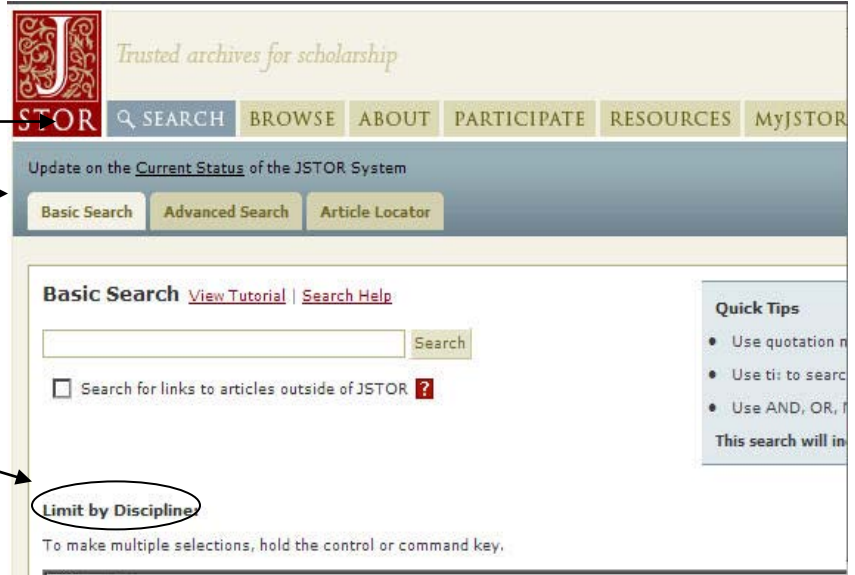 J
Trusted archives for scholarship
STOR SEARCH BROWSE ABOUT PARTICIPATE RESOURCES MyJSTOR
Update on the Current Status of the JSTOR System
Basic Search Advanced Search Article Locator
Basic Search View Tutorial | Search Help
Search
Search for links to articles outside of JSTOR ?
Quick Tips
• Use quotation
• Use ti: to searc
• Use AND, OR,
This search will in
Limit by Discipline:
To make multiple selections, hold the control or command key.